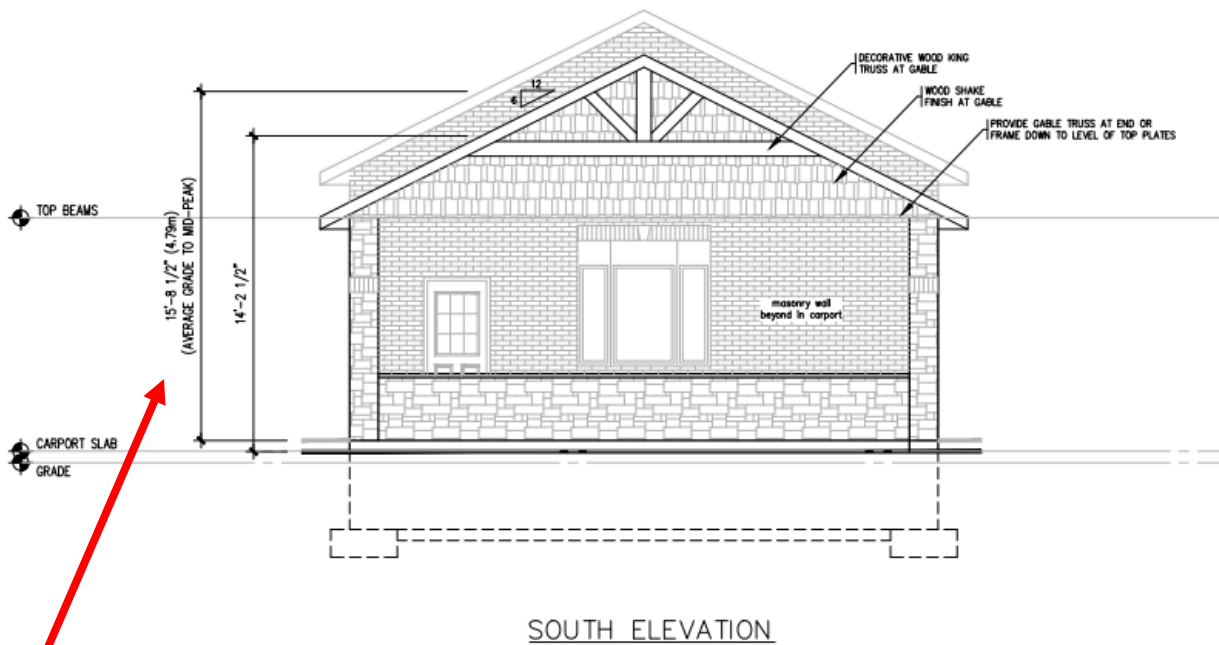 DECORATIVE WOOD KING
TRUSS AT GABLE
12
6
WOOD SHAKE
FINISH AT GABLE
PROVIDE GABLE TRUSS AT END OR
FRAME DOWN TO LEVEL OF TOP PLATES
TOP BEAMS
15'-8 1/2" (4.79m)
(AVERAGE GRADE TO MID-PEAK)
14'-2 1/2"
masonry wall
beyond in carport
CARPORT SLAB
GRADE
SOUTH ELEVATION